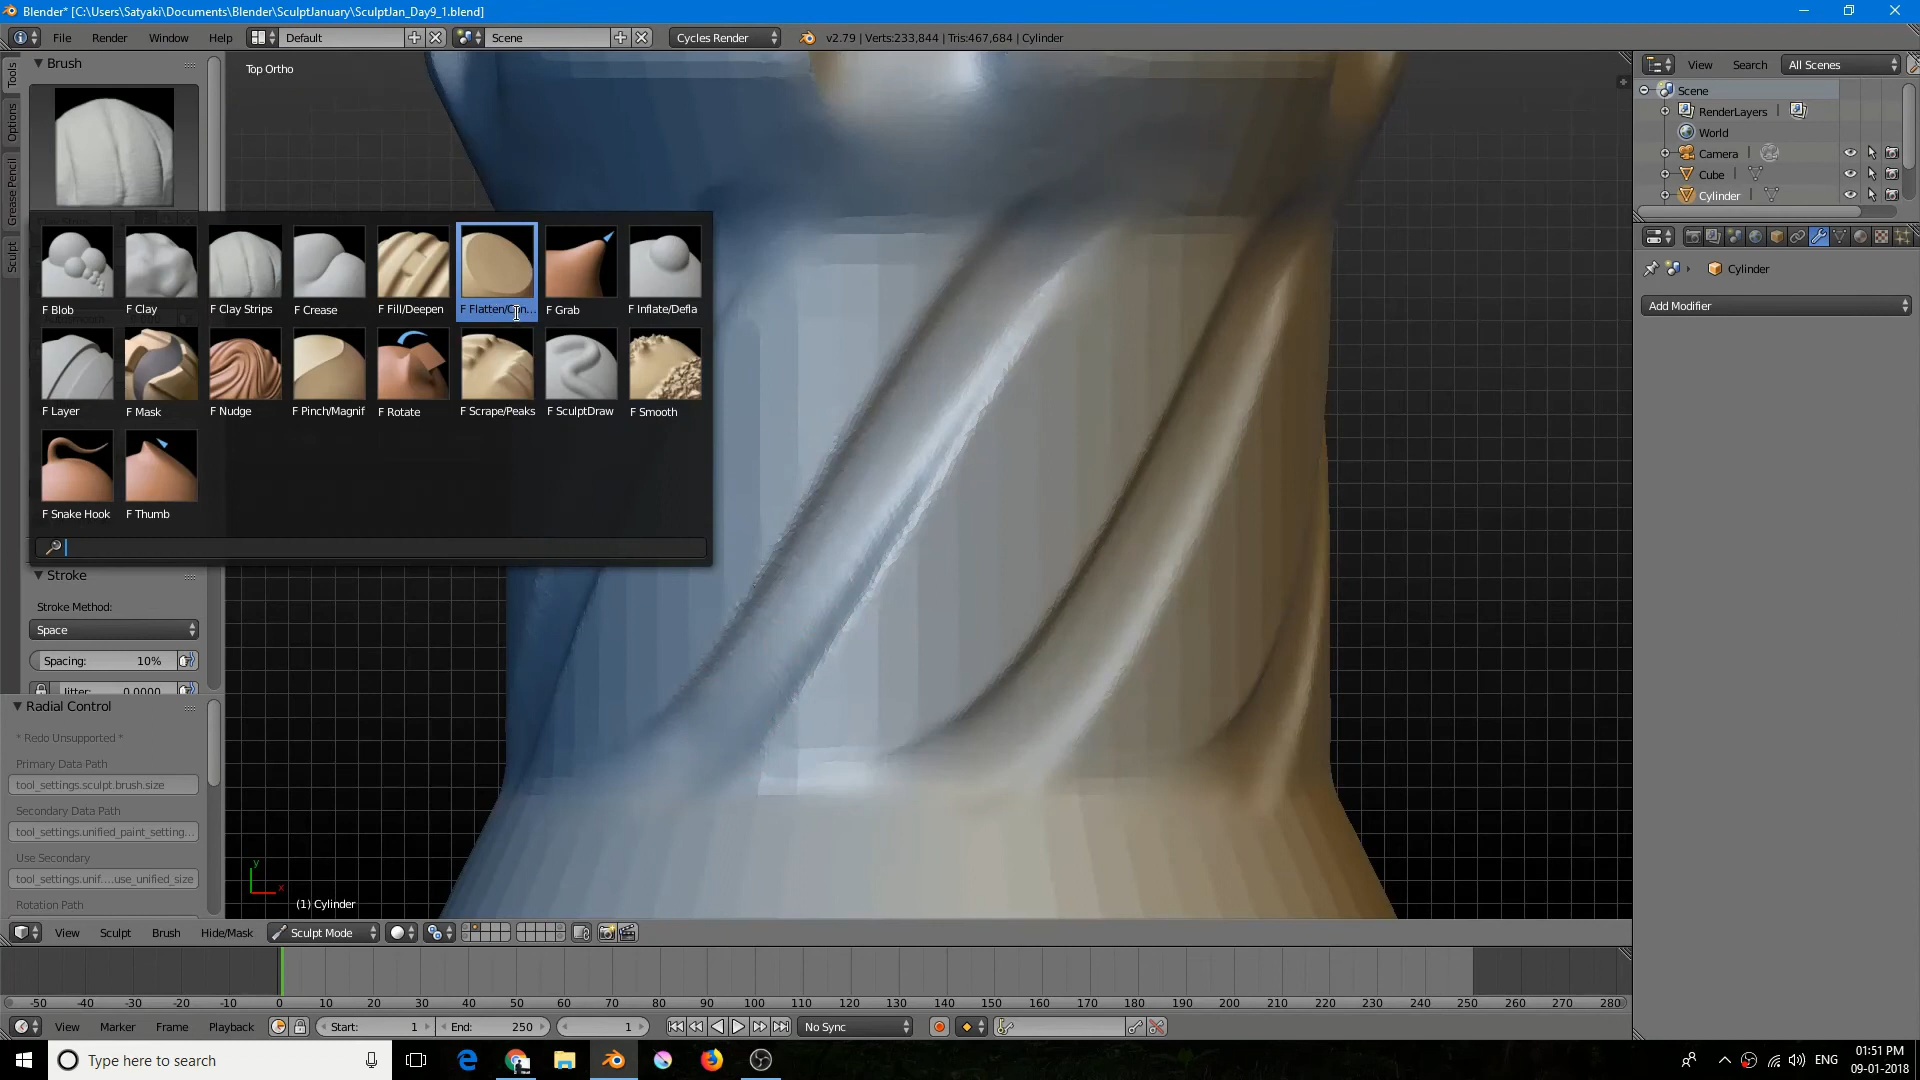 Blender* [C:\Users\Satyaki\Documents\Blender\SculptJanuary\SculptJan_Day9_1.blend]
File Render Window Help Default Scene Cycles Render v2.79 | Verts:233,844 | Tris:467,684 | Cylinder
Tools
Options
Grease Pencil
Sculpt
Brush
Top Ortho
F Blob F Clay F Clay Strips F Crease F Fill/Deepen F Flatten/Con... F Grab F Inflate/Defla
F Layer F Mask F Nudge F Pinch/Magnif F Rotate F Scrape/Peaks F SculptDraw F Smooth
F Snake Hook F Thumb
Stroke
Stroke Method:
Space
Spacing: 10%
Jitter: 0.0000
Radial Control
* Redo Unsupported *
Primary Data Path
tool_settings.sculpt.brush.size
Secondary Data Path
tool_settings.unified_paint_setting...
Use Secondary
tool_settings.unif....use_unified_size
Rotation Path
y
x
(1) Cylinder
View Search All Scenes
Scene
RenderLayers |
World
Camera |
Cube |
Cylinder |
Cylinder
Add Modifier
View Sculpt Brush Hide/Mask Sculpt Mode
-50 -40 -30 -20 -10 0 10 20 30 40 50 60 70 80 90 100 110 120 130 140 150 160 170 180 190 200 210 220 230 240 250 260 270 280
View Marker Frame Playback Start: 1 End: 250 1 No Sync
Type here to search
ENG
01:51 PM
09-01-2018